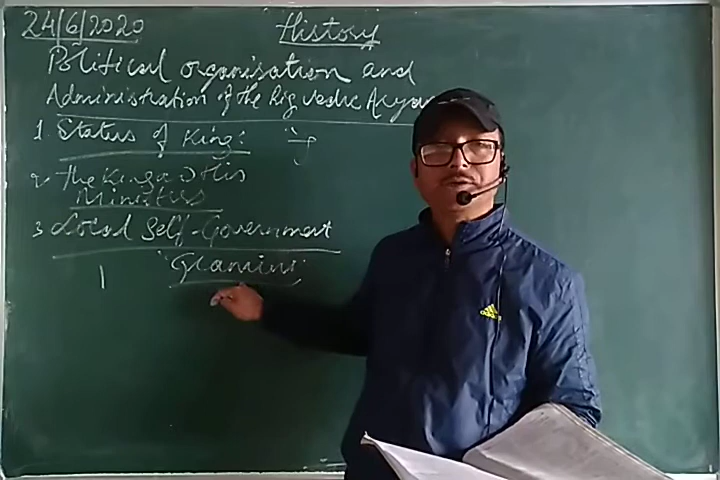 24/6/2020
History
Political organisation and
Administration of the Rig Vedic Aryans
1. Status of King:
2. The King and His
Ministers
3. Local Self-Government
"Gramini"
adidas